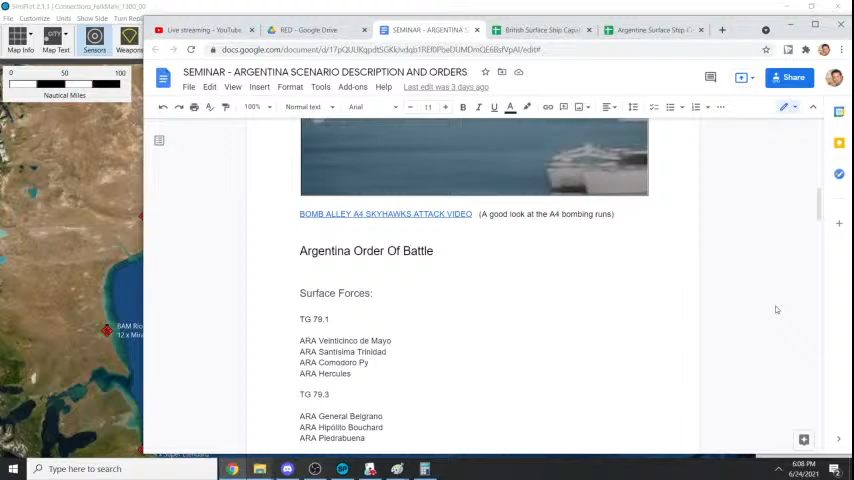 SimPlot 2.1.1
Customize Units Show Side Turn
Map Info Map Text Sensors Weapons
0 50 100
Nautical Miles
Live streaming - YouTube RED - Google Drive SEMINAR - ARGENTINA S British Surface Ship Cap Argentine Surface Ship
SEMINAR - ARGENTINA SCENARIO DESCRIPTION AND ORDERS
File Edit View Insert Format Tools Add-ons Help Last edit was 3 days ago
Share
100% Normal text Arial 11
BOMB ALLEY A4 SKYHAWKS ATTACK VIDEO (A good look at the A4 bombing runs)
Argentina Order Of Battle
Surface Forces:
TG 79.1
ARA Veinticinco de Mayo
ARA Santisima Trinidad
ARA Comodoro Py
ARA Hercules
TG 79.3
ARA General Belgrano
ARA Hipólito Bouchard
ARA Piedrabuena
BAM Rio
12 x Mira
Type here to search
6:08 PM
6/24/2021